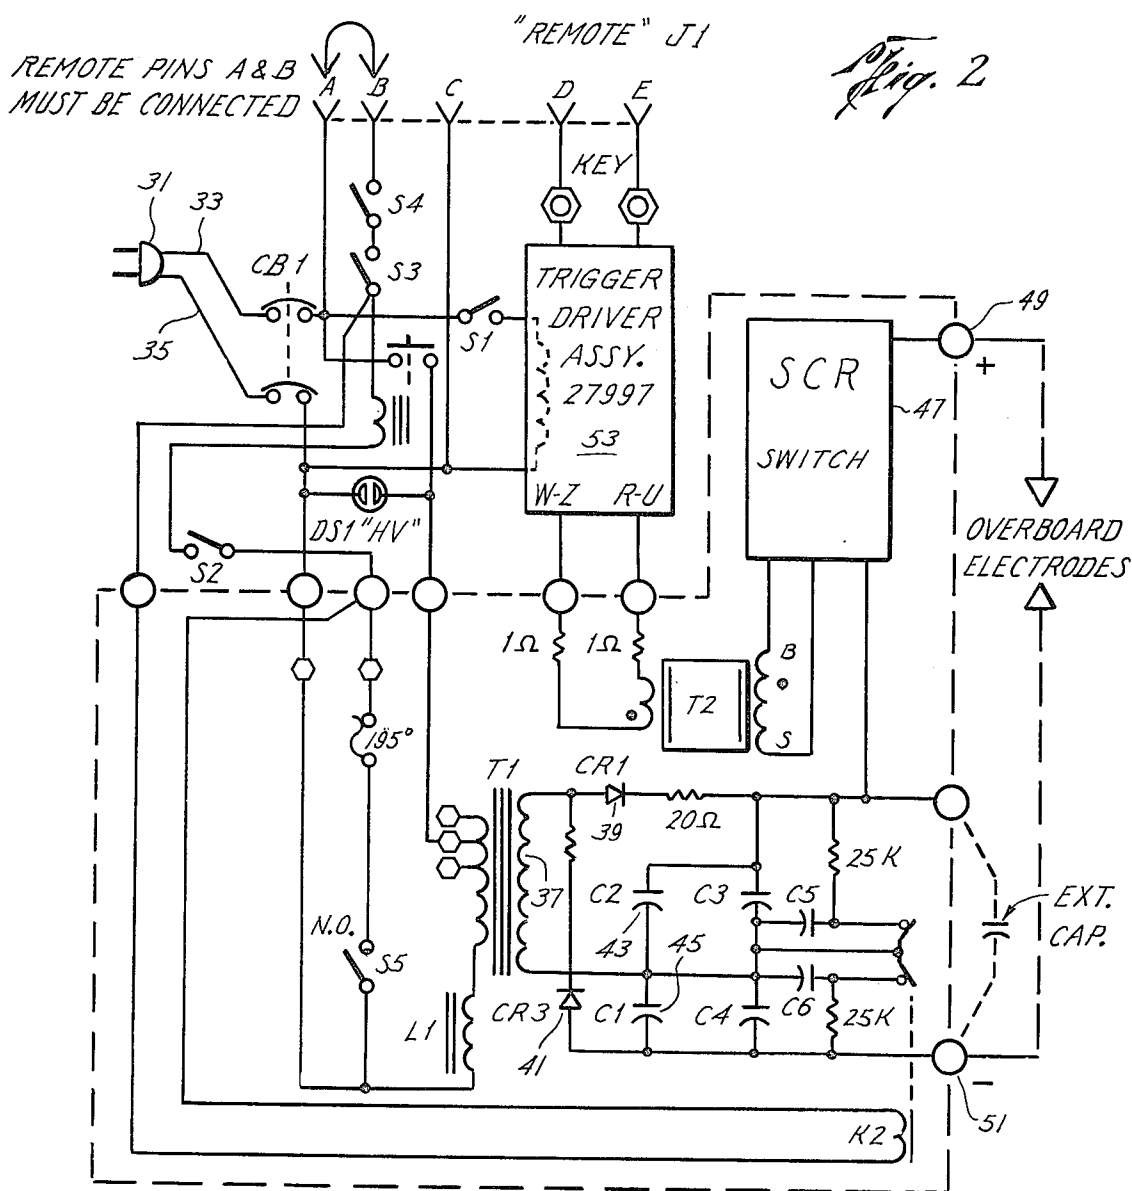 "REMOTE" J1
Fig. 2
REMOTE PINS A & B
MUST BE CONNECTED
A
B
C
D
E
KEY
31
33
S4
CB 1
S3
35
S1
TRIGGER
DRIVER
ASSY.
27997
53
W-Z R-U
SCR
SWITCH
47
49
+
DS1 "HV"
S2
OVERBOARD
ELECTRODES
1Ω
1Ω
T2
B
S
195°
T1
CR1
39
20Ω
37
25K
C2
C3
C5
43
45
EXT.
CAP.
N.O.
S5
L1
CR3
41
C1
C4
C6
25K
−
51
K2